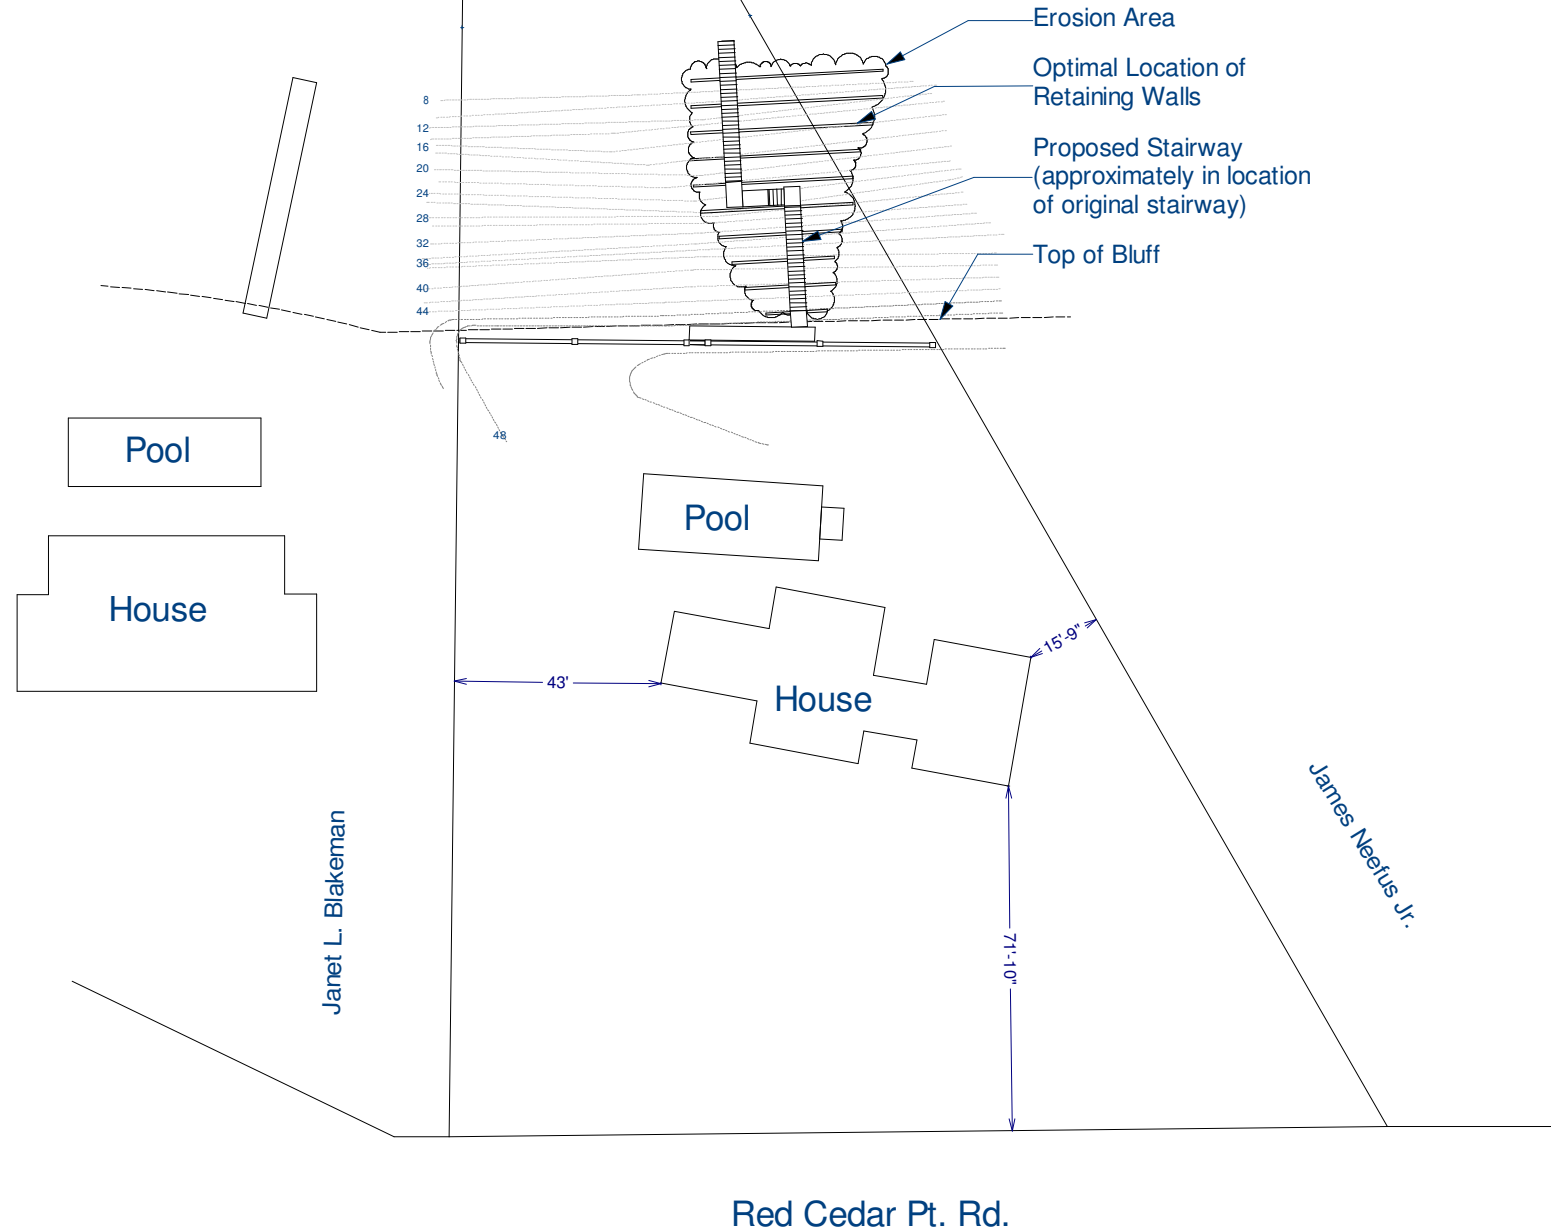 Erosion Area
Optimal Location of
Retaining Walls
Proposed Stairway
(approximately in location
of original stairway)
Top of Bluff
8
12
16
20
24
28
32
36
40
44
48
Pool
Pool
House
House
15'-9"
43'
71'-10"
Janet L. Blakeman
James Neefus Jr.
Red Cedar Pt. Rd.